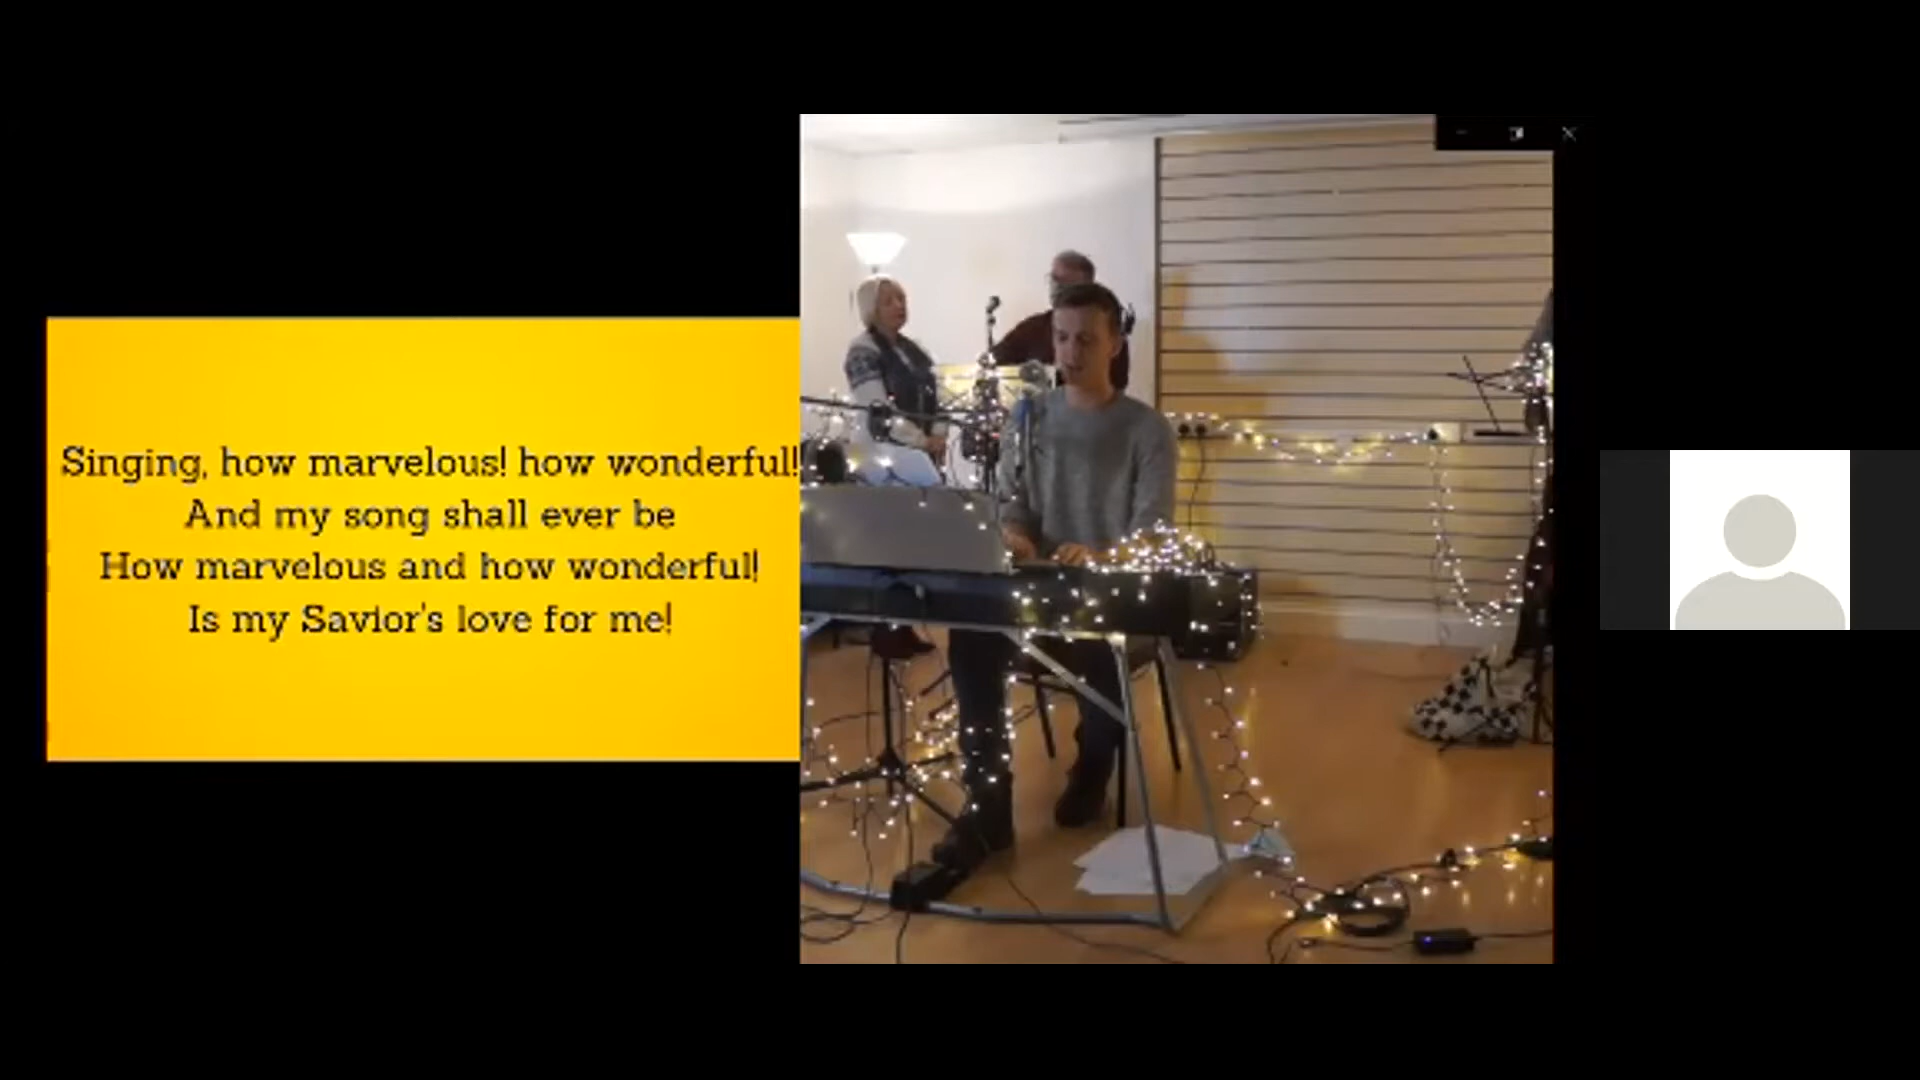 Singing, how marvelous! how wonderful!
And my song shall ever be
How marvelous and how wonderful!
Is my Savior's love for me!